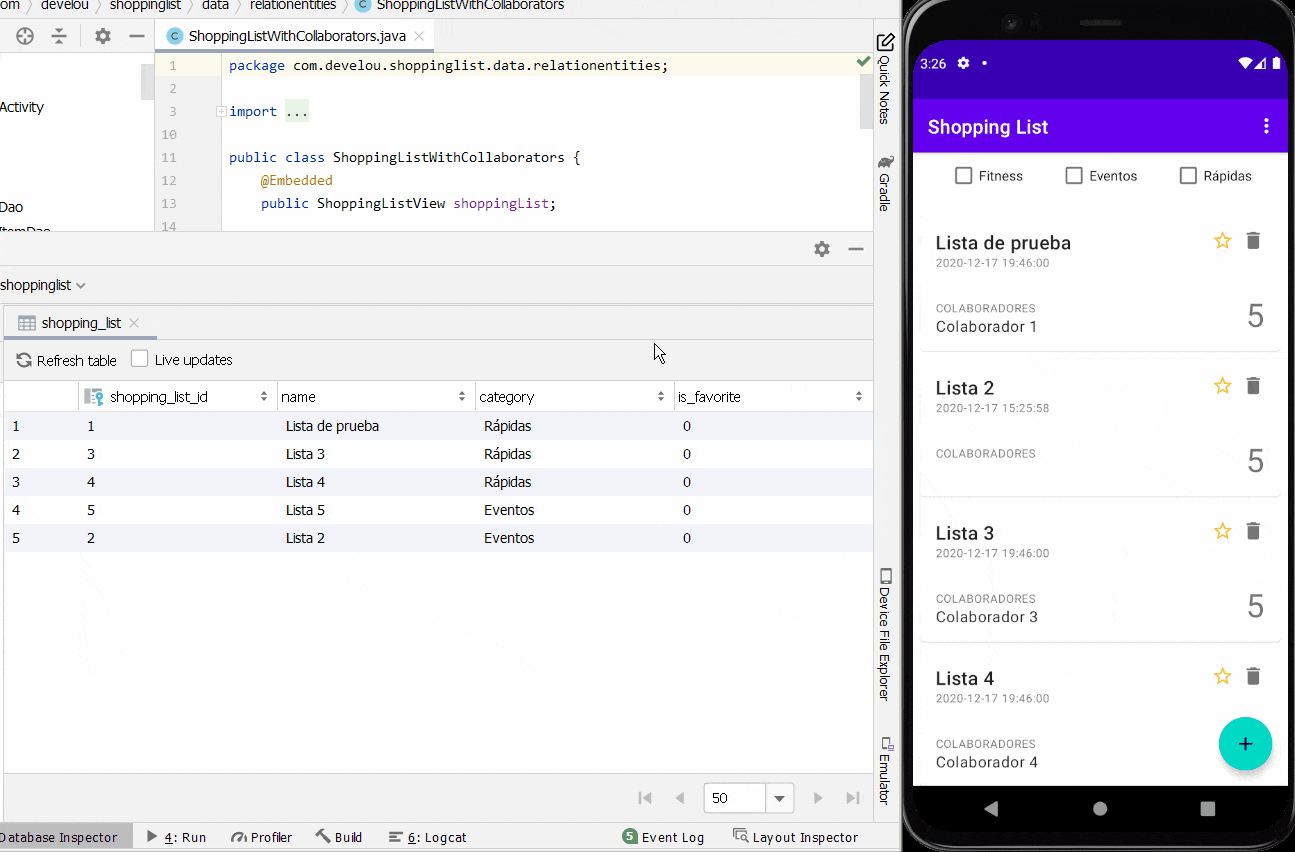 om › develou › shoppinglist › data › relationentities › C ShoppingListWithCollaborators
C ShoppingListWithCollaborators.java
Activity
Dao
ItemDao
1 package com.develou.shoppinglist.data.relationentities;
2
3 import ...
10
11 public class ShoppingListWithCollaborators {
12 @Embedded
13 public ShoppingListView shoppingList;
14
shoppinglist
shopping_list
Refresh table Live updates
shopping_list_id name category is_favorite
1 1 Lista de prueba Rápidas 0
2 3 Lista 3 Rápidas 0
3 4 Lista 4 Rápidas 0
4 5 Lista 5 Eventos 0
5 2 Lista 2 Eventos 0
50
Database Inspector 4: Run Profiler Build 6: Logcat 5 Event Log Layout Inspector
Quick Notes
Gradle
Device File Explorer
Emulator
3:26
Shopping List
Fitness Eventos Rápidas
Lista de prueba
2020-12-17 19:46:00
COLABORADORES
Colaborador 1
5
Lista 2
2020-12-17 15:25:58
COLABORADORES
5
Lista 3
2020-12-17 19:46:00
COLABORADORES
Colaborador 3
5
Lista 4
2020-12-17 19:46:00
COLABORADORES
Colaborador 4
+